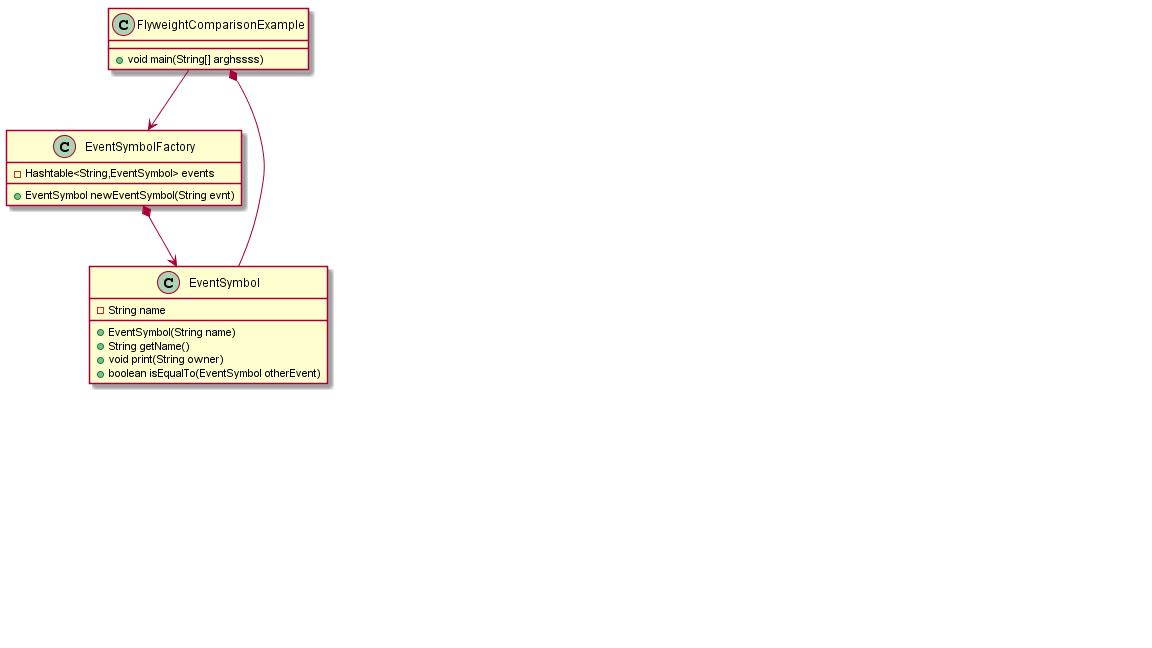 C FlyweightComparisonExample
void main(String[] arghssss)
C EventSymbolFactory
Hashtable<String,EventSymbol> events
EventSymbol newEventSymbol(String evnt)
C EventSymbol
String name
EventSymbol(String name)
String getName()
void print(String owner)
boolean isEqualTo(EventSymbol otherEvent)